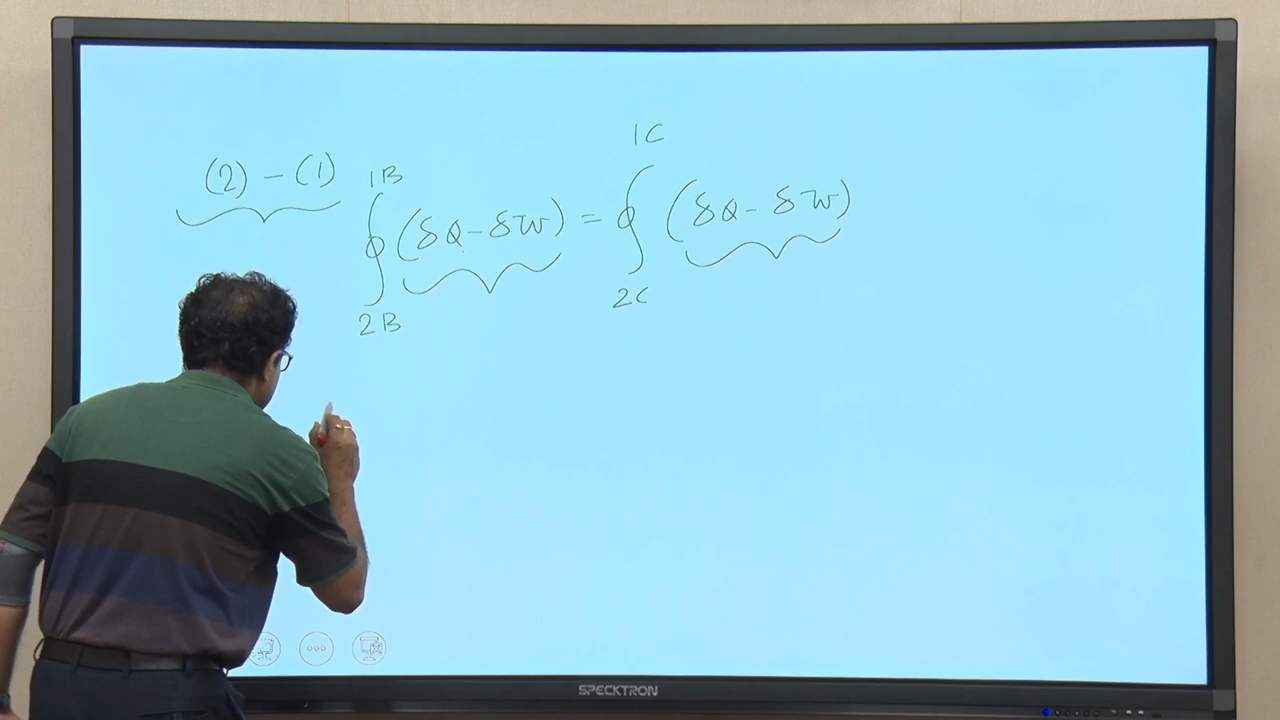 (2) - (1) ∮_{2B}^{1B} (δQ - δW) = ∮_{2C}^{1C} (δQ - δW)
SPECKTRON